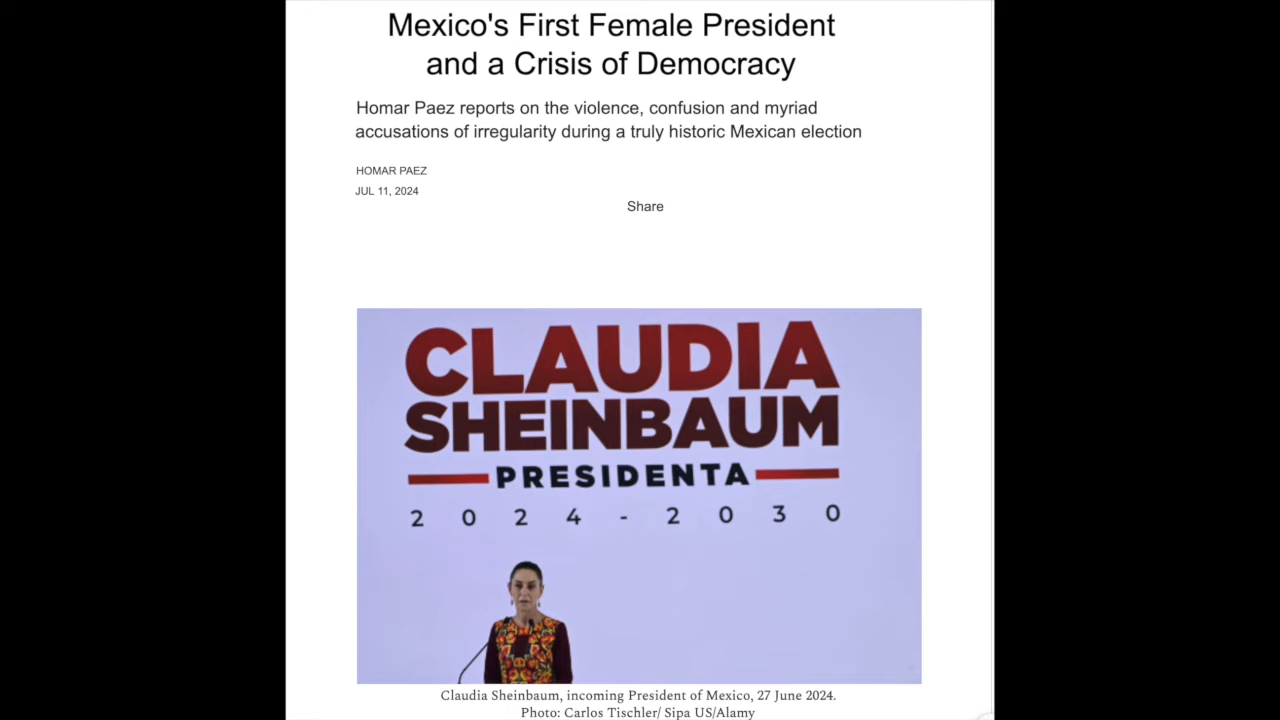 Mexico's First Female President
and a Crisis of Democracy
Homar Paez reports on the violence, confusion and myriad
accusations of irregularity during a truly historic Mexican election
HOMAR PAEZ
JUL 11, 2024
Share
CLAUDIA
SHEINBAUM
PRESIDENTA
2024-2030
Claudia Sheinbaum, incoming President of Mexico, 27 June 2024.
Photo: Carlos Tischler/ Sipa US/Alamy